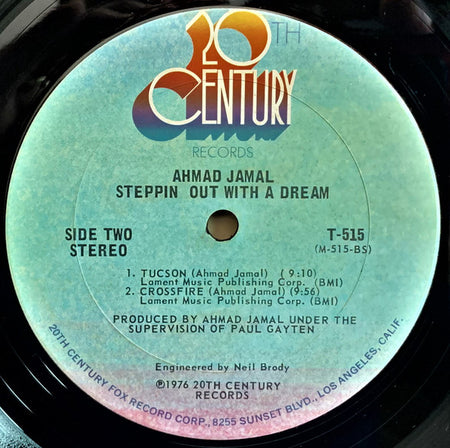 20TH
CENTURY
RECORDS
AHMAD JAMAL
STEPPIN OUT WITH A DREAM
SIDE TWO
STEREO
T-515
(M-515-BS)
1. TUCSON (Ahmad Jamal) (9:10)
Lament Music Publishing Corp. (BMI)
2. CROSSFIRE (Ahmad Jamal) (9:56)
Lament Music Publishing Corp. (BMI)
PRODUCED BY AHMAD JAMAL UNDER THE
SUPERVISION OF PAUL GAYTEN
Engineered by Neil Brody
℗1976 20TH CENTURY
RECORDS
20TH CENTURY FOX RECORD CORP., 8255 SUNSET BLVD., LOS ANGELES, CALIF.